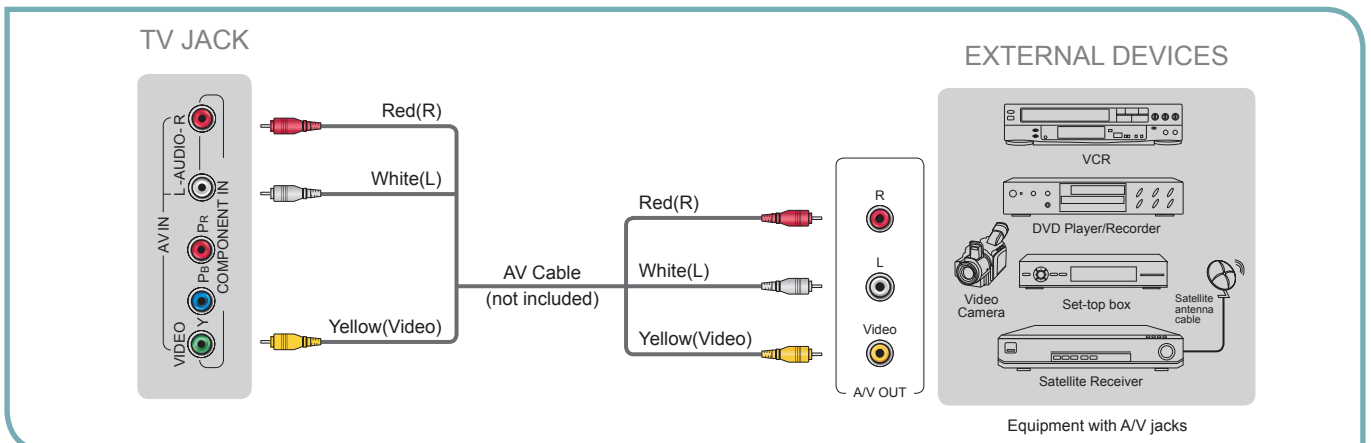 TV JACK
L -AUDIO- R
AV IN
COMPONENT IN
PR
PB
Y
VIDEO
Red(R)
White(L)
Yellow(Video)
AV Cable
(not included)
Red(R)
White(L)
Yellow(Video)
R
L
Video
A/V OUT
EXTERNAL DEVICES
VCR
DVD Player/Recorder
Video
Camera
Set-top box
Satellite
antenna
cable
Satellite Receiver
Equipment with A/V jacks